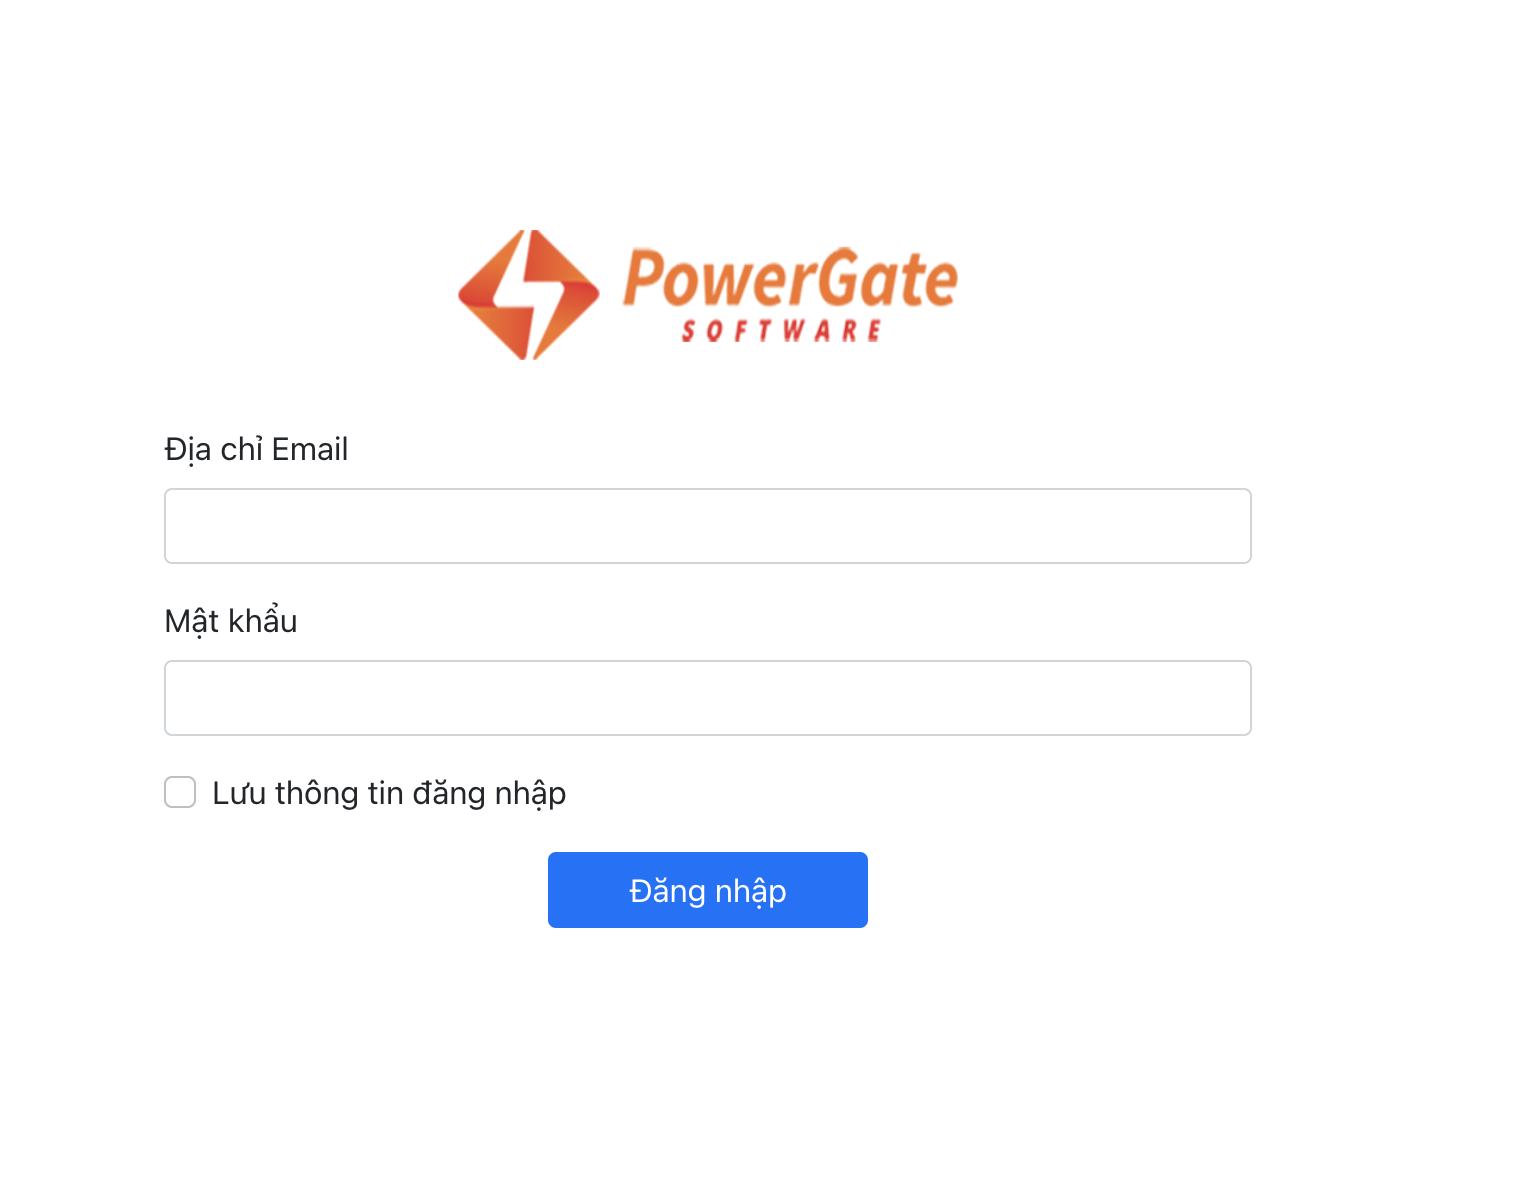 PowerGate
SOFTWARE
Địa chỉ Email
Mật khẩu
Lưu thông tin đăng nhập
Đăng nhập